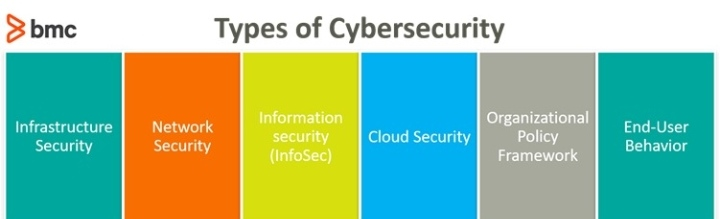 bmc
Types of Cybersecurity
Infrastructure
Security
Network
Security
Information
security
(InfoSec)
Cloud Security
Organizational
Policy
Framework
End-User
Behavior